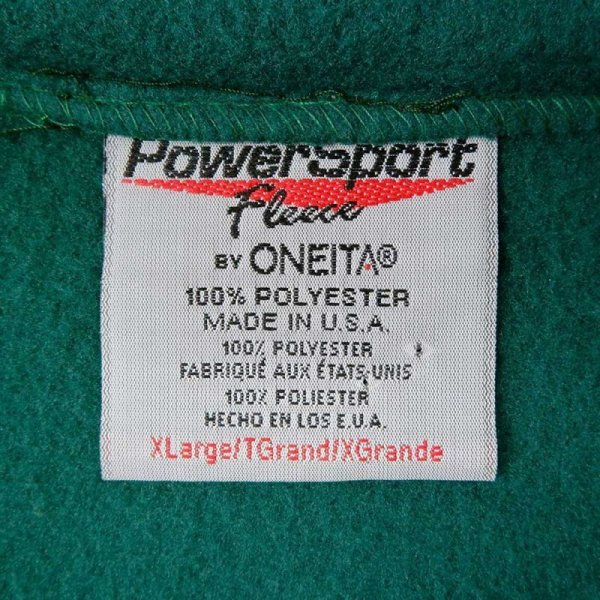 PowerSport
Fleece
BY ONEITA®
100% POLYESTER
MADE IN U.S.A.
100% POLYESTER
FABRIQUÉ AUX ÉTATS-UNIS
100% POLIESTER
HECHO EN LOS E.U.A.
XLarge/TGrand/XGrande